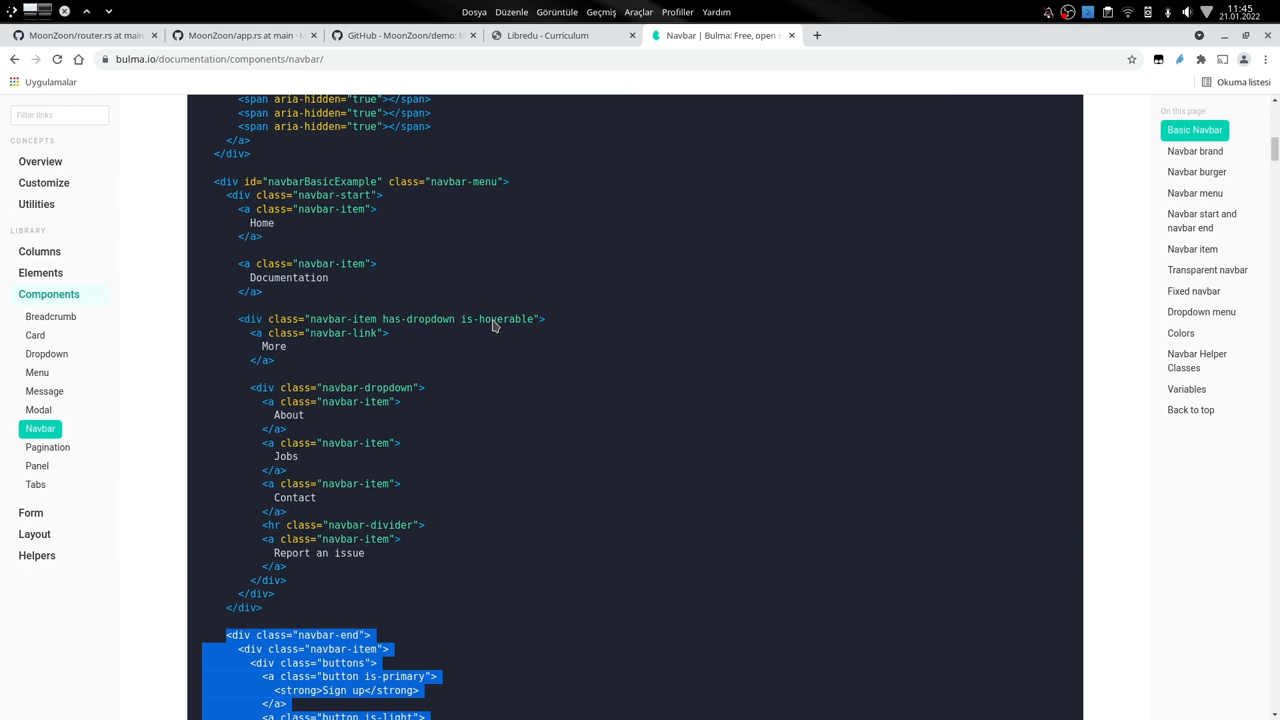 Dosya Düzenle Görüntüle Geçmiş Araçlar Profiller Yardım
11:45
21.01.2022
MoonZoon/router.rs at main
MoonZoon/app.rs at main · M
GitHub - MoonZoon/demo: M
Libredu - Curriculum
Navbar | Bulma: Free, open s
bulma.io/documentation/components/navbar/
Uygulamalar
Okuma listesi
Filter links
CONCEPTS
Overview
Customize
Utilities
LIBRARY
Columns
Elements
Components
Breadcrumb
Card
Dropdown
Menu
Message
Modal
Navbar
Pagination
Panel
Tabs
Form
Layout
Helpers
<span aria-hidden="true"></span>
<span aria-hidden="true"></span>
<span aria-hidden="true"></span>
</a>
</div>
<div id="navbarBasicExample" class="navbar-menu">
<div class="navbar-start">
<a class="navbar-item">
Home
</a>
<a class="navbar-item">
Documentation
</a>
<div class="navbar-item has-dropdown is-hoverable">
<a class="navbar-link">
More
</a>
<div class="navbar-dropdown">
<a class="navbar-item">
About
</a>
<a class="navbar-item">
Jobs
</a>
<a class="navbar-item">
Contact
</a>
<hr class="navbar-divider">
<a class="navbar-item">
Report an issue
</a>
</div>
</div>
</div>
<div class="navbar-end">
<div class="navbar-item">
<div class="buttons">
<a class="button is-primary">
<strong>Sign up</strong>
</a>
<a class="button is-light">
On this page
Basic Navbar
Navbar brand
Navbar burger
Navbar menu
Navbar start and
navbar end
Navbar item
Transparent navbar
Fixed navbar
Dropdown menu
Colors
Navbar Helper
Classes
Variables
Back to top